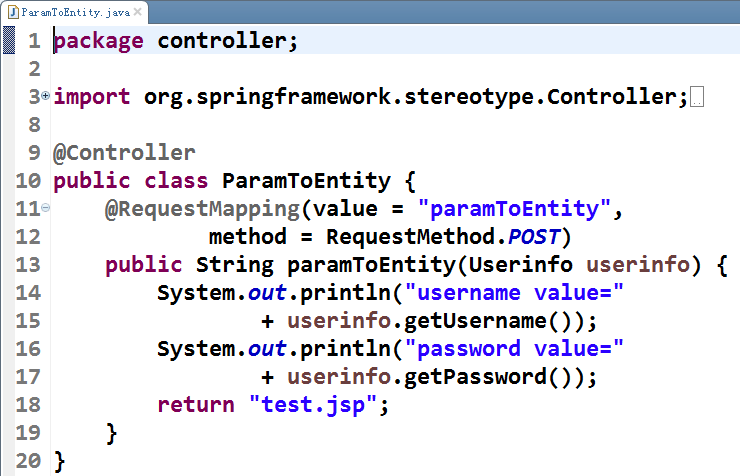 ParamToEntity.java
1 package controller;
2
3 import org.springframework.stereotype.Controller;
8
9 @Controller
10 public class ParamToEntity {
11     @RequestMapping(value = "paramToEntity",
12             method = RequestMethod.POST)
13     public String paramToEntity(Userinfo userinfo) {
14         System.out.println("username value="
15                 + userinfo.getUsername());
16         System.out.println("password value="
17                 + userinfo.getPassword());
18         return "test.jsp";
19     }
20 }